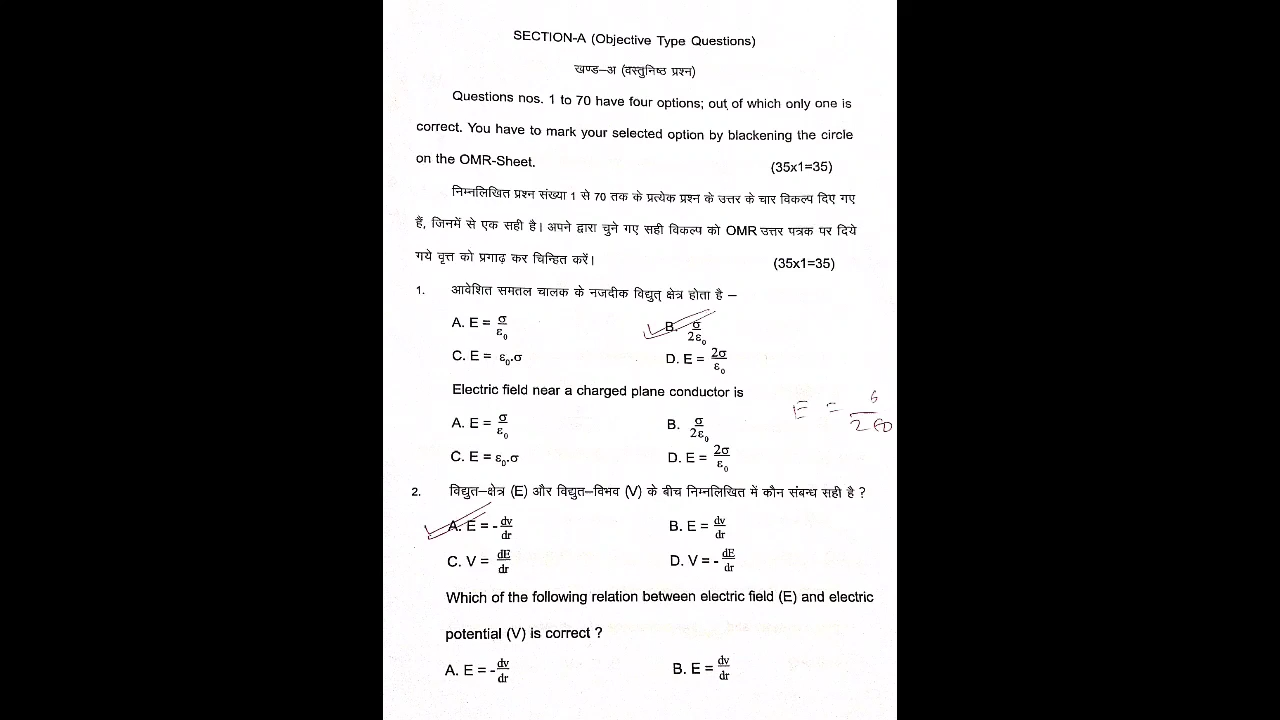 SECTION-A (Objective Type Questions)
खण्ड–अ (वस्तुनिष्ठ प्रश्न)
Questions nos. 1 to 70 have four options; out of which only one is
correct. You have to mark your selected option by blackening the circle
on the OMR-Sheet. (35x1=35)
निम्नलिखित प्रश्न संख्या 1 से 70 तक के प्रत्येक प्रश्न के उत्तर के चार विकल्प दिए गए
हैं, जिनमें से एक सही है। अपने द्वारा चुने गए सही विकल्प को OMR उत्तर पत्रक पर दिये
गये वृत्त को प्रगाढ़ कर चिन्हित करें। (35x1=35)
1. आवेशित समतल चालक के नजदीक विद्युत् क्षेत्र होता है –
A. E = σ/ε₀ B. σ/2ε₀
C. E = ε₀.σ D. E = 2σ/ε₀
Electric field near a charged plane conductor is
A. E = σ/ε₀ B. σ/2ε₀
E = σ/2ε0
C. E = ε₀.σ D. E = 2σ/ε₀
2. विद्युत–क्षेत्र (E) और विद्युत–विभव (V) के बीच निम्नलिखित में कौन संबन्ध सही है ?
A. E = -dv/dr B. E = dv/dr
C. V = dE/dr D. V = -dE/dr
Which of the following relation between electric field (E) and electric
potential (V) is correct ?
A. E = -dv/dr B. E = dv/dr